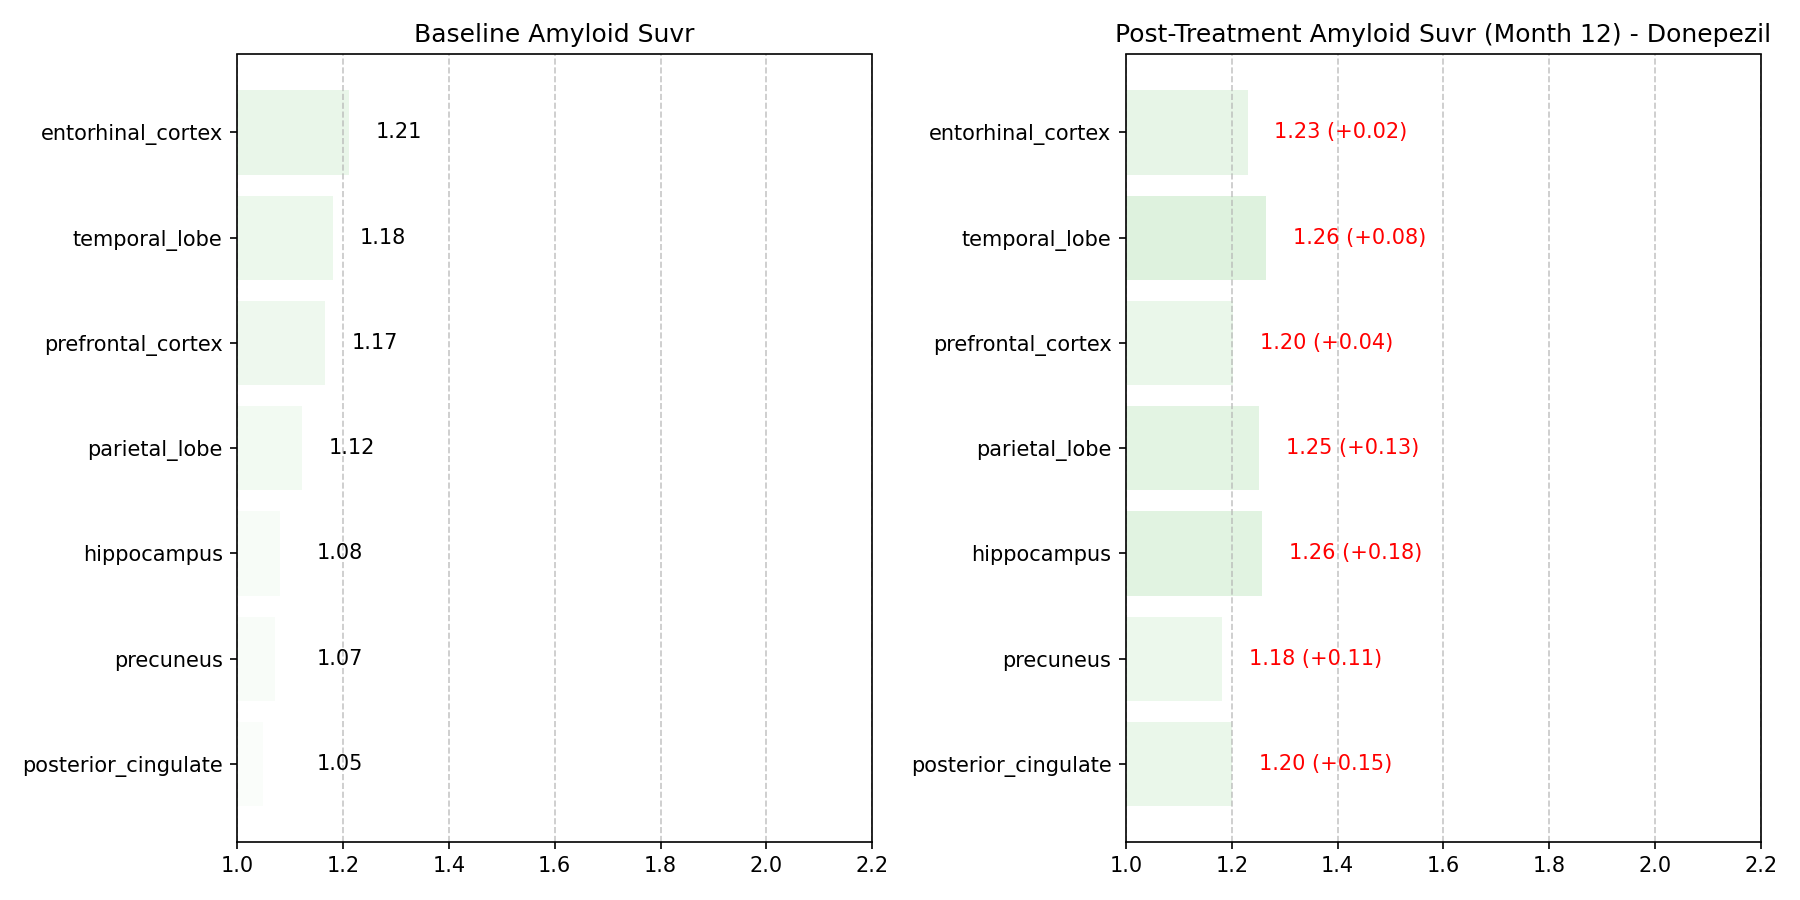 Baseline Amyloid Suvr
entorhinal_cortex 1.21
temporal_lobe 1.18
prefrontal_cortex 1.17
parietal_lobe 1.12
hippocampus 1.08
precuneus 1.07
posterior_cingulate 1.05
1.0 1.2 1.4 1.6 1.8 2.0 2.2
Post-Treatment Amyloid Suvr (Month 12) - Donepezil
entorhinal_cortex 1.23 (+0.02)
temporal_lobe 1.26 (+0.08)
prefrontal_cortex 1.20 (+0.04)
parietal_lobe 1.25 (+0.13)
hippocampus 1.26 (+0.18)
precuneus 1.18 (+0.11)
posterior_cingulate 1.20 (+0.15)
1.0 1.2 1.4 1.6 1.8 2.0 2.2